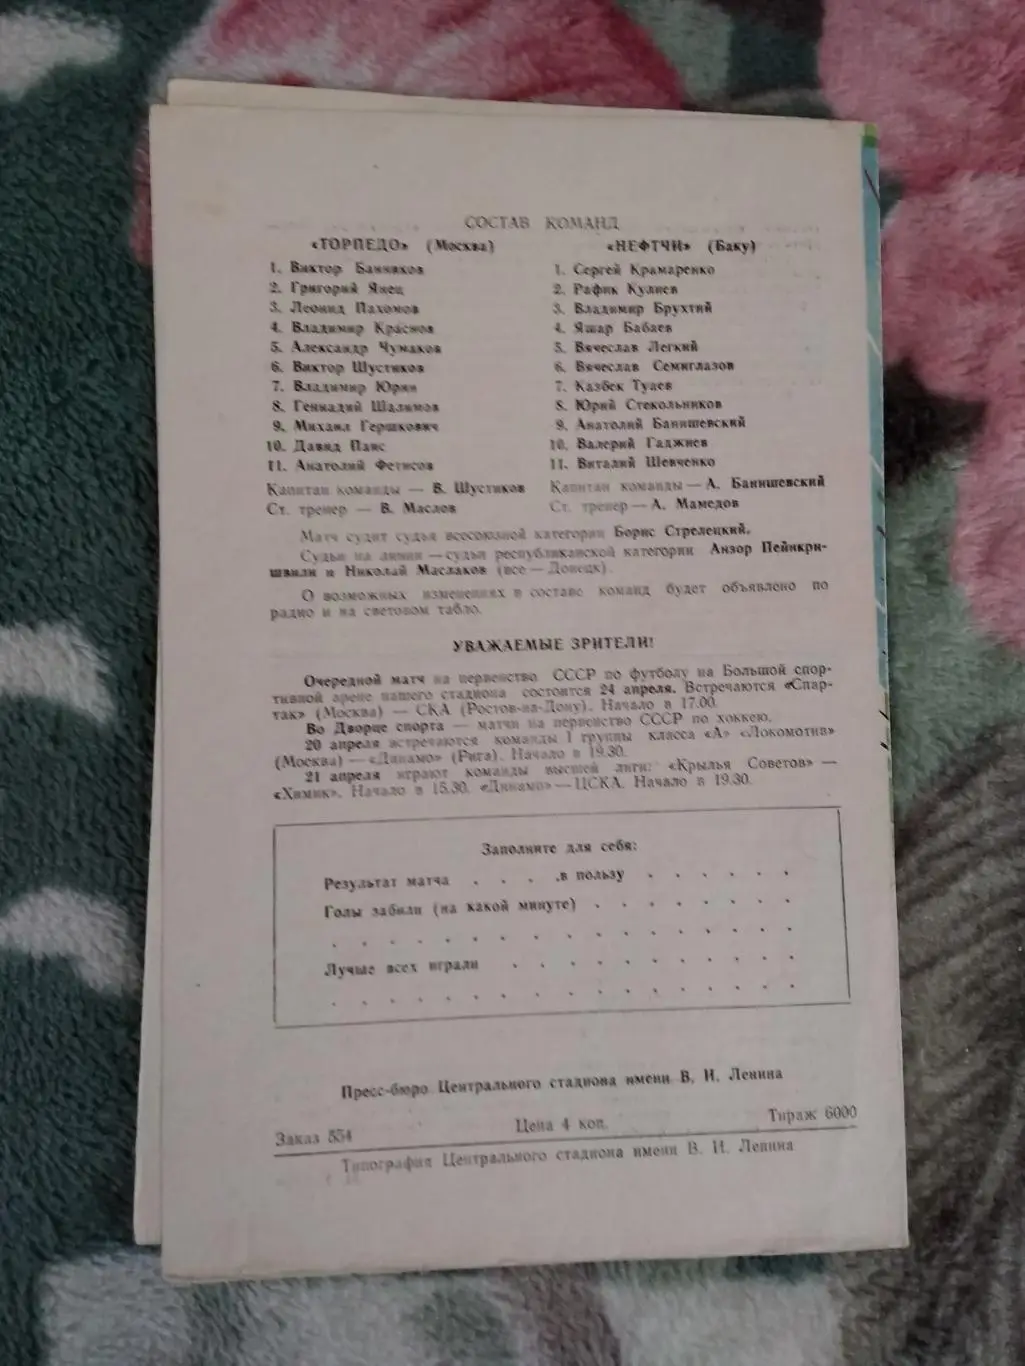 СОСТАВ КОМАНД
«ТОРПЕДО» (Москва)
1. Виктор Банников
2. Григорий Янец
3. Леонид Пахомов
4. Владимир Краснов
5. Александр Чумаков
6. Виктор Шустиков
7. Владимир Юрин
8. Геннадий Шалимов
9. Михаил Гершкович
10. Давид Паис
11. Анатолий Фетисов
Капитан команды — В. Шустиков
Ст. тренер — В. Маслов
«НЕФТЧИ» (Баку)
1. Сергей Крамаренко
2. Рафик Кулиев
3. Владимир Брухтий
4. Яшар Бабаев
5. Вячеслав Легкий
6. Вячеслав Семиглазов
7. Казбек Туаев
8. Юрий Стекольников
9. Анатолий Банишевский
10. Валерий Гаджиев
11. Виталий Шевченко
Капитан команды — А. Банишевский
Ст. тренер — А. Мамедов
Матч судит судья всесоюзной категории Борис Стрелецкий.
Судьи на линии — судьи республиканской категории Анзор Пейикри-
швили и Николай Маслаков (все — Донецк).
О возможных изменениях в составе команд будет объявлено по
радио и на световом табло.
УВАЖАЕМЫЕ ЗРИТЕЛИ!
Очередной матч на первенство СССР по футболу на Большой спор-
тивной арене нашего стадиона состоится 24 апреля. Встречаются «Спар-
так» (Москва) — СКА (Ростов-на-Дону). Начало в 17.00.
Во Дворце спорта — матчи на первенство СССР по хоккею.
20 апреля встречаются команды I группы класса «А» «Локомотив»
(Москва) — «Динамо» (Рига). Начало в 19.30.
21 апреля играют команды высшей лиги: «Крылья Советов» —
«Химик». Начало в 15.30. «Динамо» — ЦСКА. Начало в 19.30.
Заполните для себя:
Результат матча . . . . .в пользу . . . . . .
Голы забили (на какой минуте) . . . . . . . .
. . . . . . . . . . . . . . . . .
Лучше всех играли . . . . . . . . . . .
. . . . . . . . . . . . . . . . .
Пресс-бюро Центрального стадиона имени В. И. Ленина
Заказ 554 Цена 4 коп. Тираж 6000
Типография Центрального стадиона имени В. И. Ленина